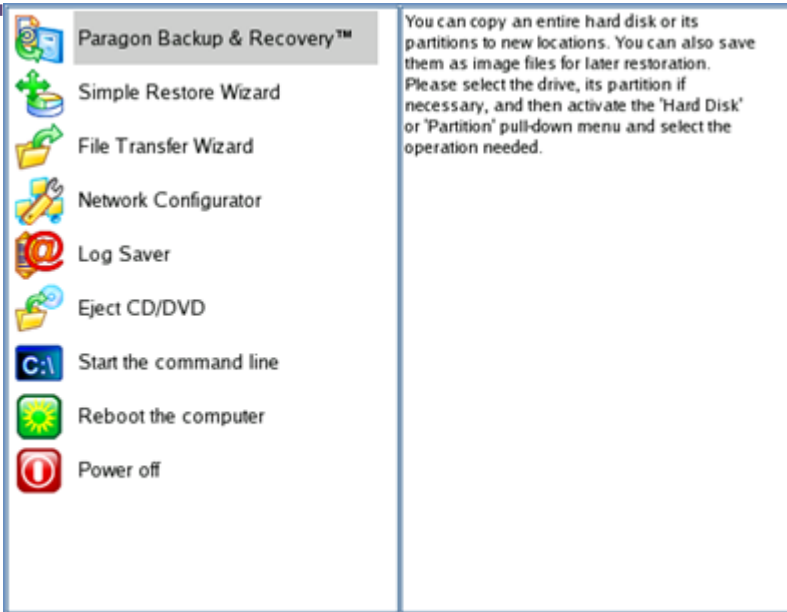 Paragon Backup & Recovery™
Simple Restore Wizard
File Transfer Wizard
Network Configurator
@
Log Saver
Eject CD/DVD
C:\
Start the command line
Reboot the computer
Power off
You can copy an entire hard disk or its
partitions to new locations. You can also save
them as image files for later restoration.
Please select the drive, its partition if
necessary, and then activate the 'Hard Disk'
or 'Partition' pull-down menu and select the
operation needed.